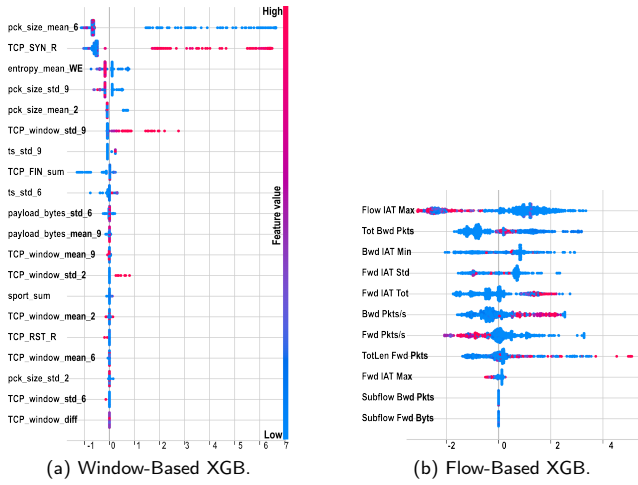 High
pck_size_mean_6
TCP_SYN_R
entropy_mean_WE
pck_size_std_9
pck_size_mean_2
TCP_window_std_9
ts_std_9
TCP_FIN_sum
ts_std_6
payload_bytes_std_6
payload_bytes_mean_9
TCP_window_mean_9
TCP_window_std_2
sport_sum
TCP_window_mean_2
TCP_RST_R
TCP_window_mean_6
pck_size_std_2
TCP_window_std_6
TCP_window_diff
Feature value
Low
-1 0 1 2 3 4 5 6 7
(a) Window-Based XGB.
Flow IAT Max
Tot Bwd Pkts
Bwd IAT Min
Fwd IAT Std
Fwd IAT Tot
Bwd Pkts/s
Fwd Pkts/s
TotLen Fwd Pkts
Fwd IAT Max
Subflow Bwd Pkts
Subflow Fwd Byts
-2 0 2 4
(b) Flow-Based XGB.